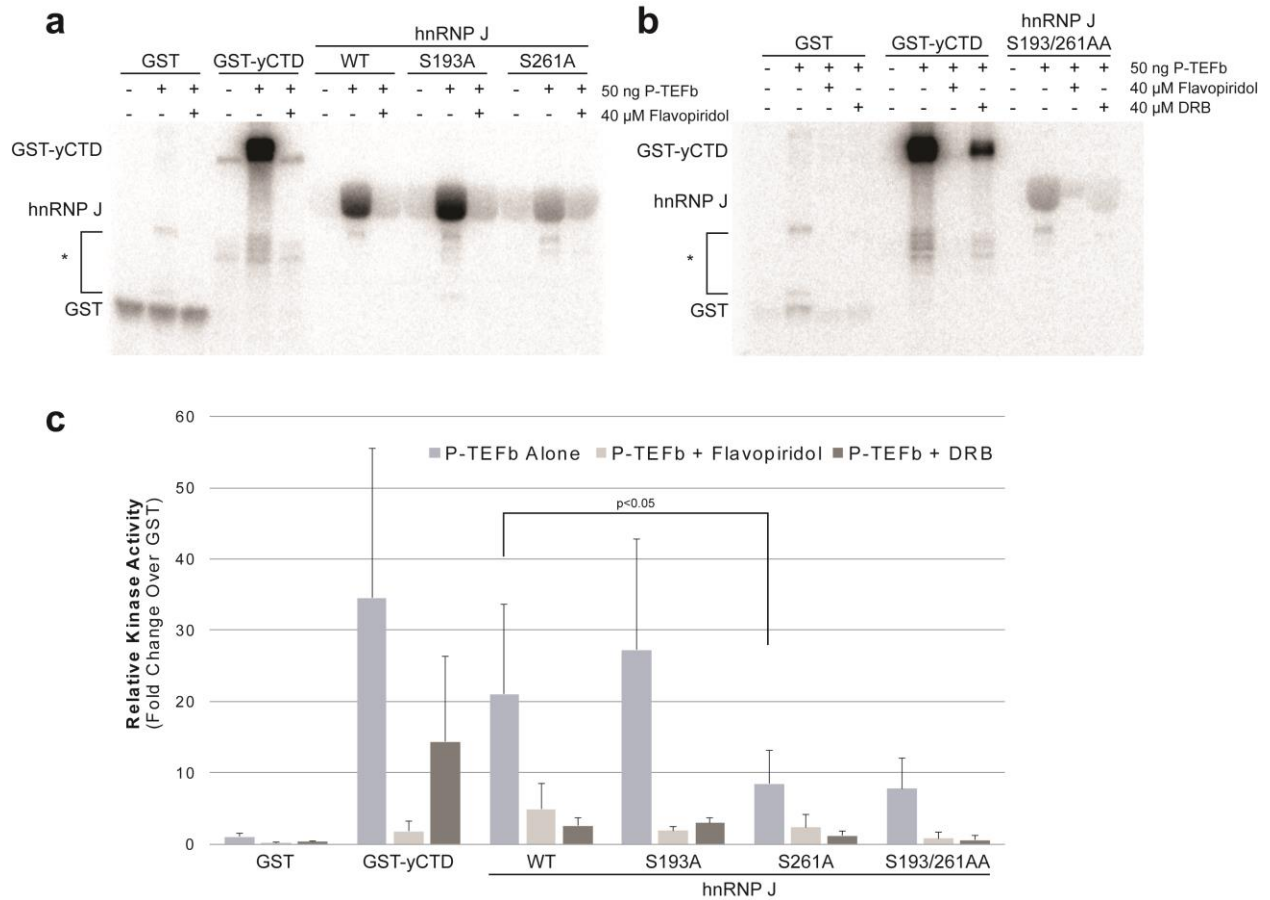 a
hnRNP J
GST GST-yCTD WT S193A S261A
- + + - + + - + + - + + - + + 50 ng P-TEFb
- - + - - + - - + - - + - - + 40 µM Flavopiridol
GST-yCTD
hnRNP J
*
GST
b
hnRNP J
GST GST-yCTD S193/261AA
- + + + - + + + - + + + 50 ng P-TEFb
- - + - - - + - - - + - 40 µM Flavopiridol
- - - + - - - + - - - + 40 µM DRB
GST-yCTD
hnRNP J
*
GST
c
60
50
40
30
20
10
0
Relative Kinase Activity
(Fold Change Over GST)
P-TEFb Alone P-TEFb + Flavopiridol P-TEFb + DRB
p<0.05
GST GST-yCTD WT S193A S261A S193/261AA
hnRNP J